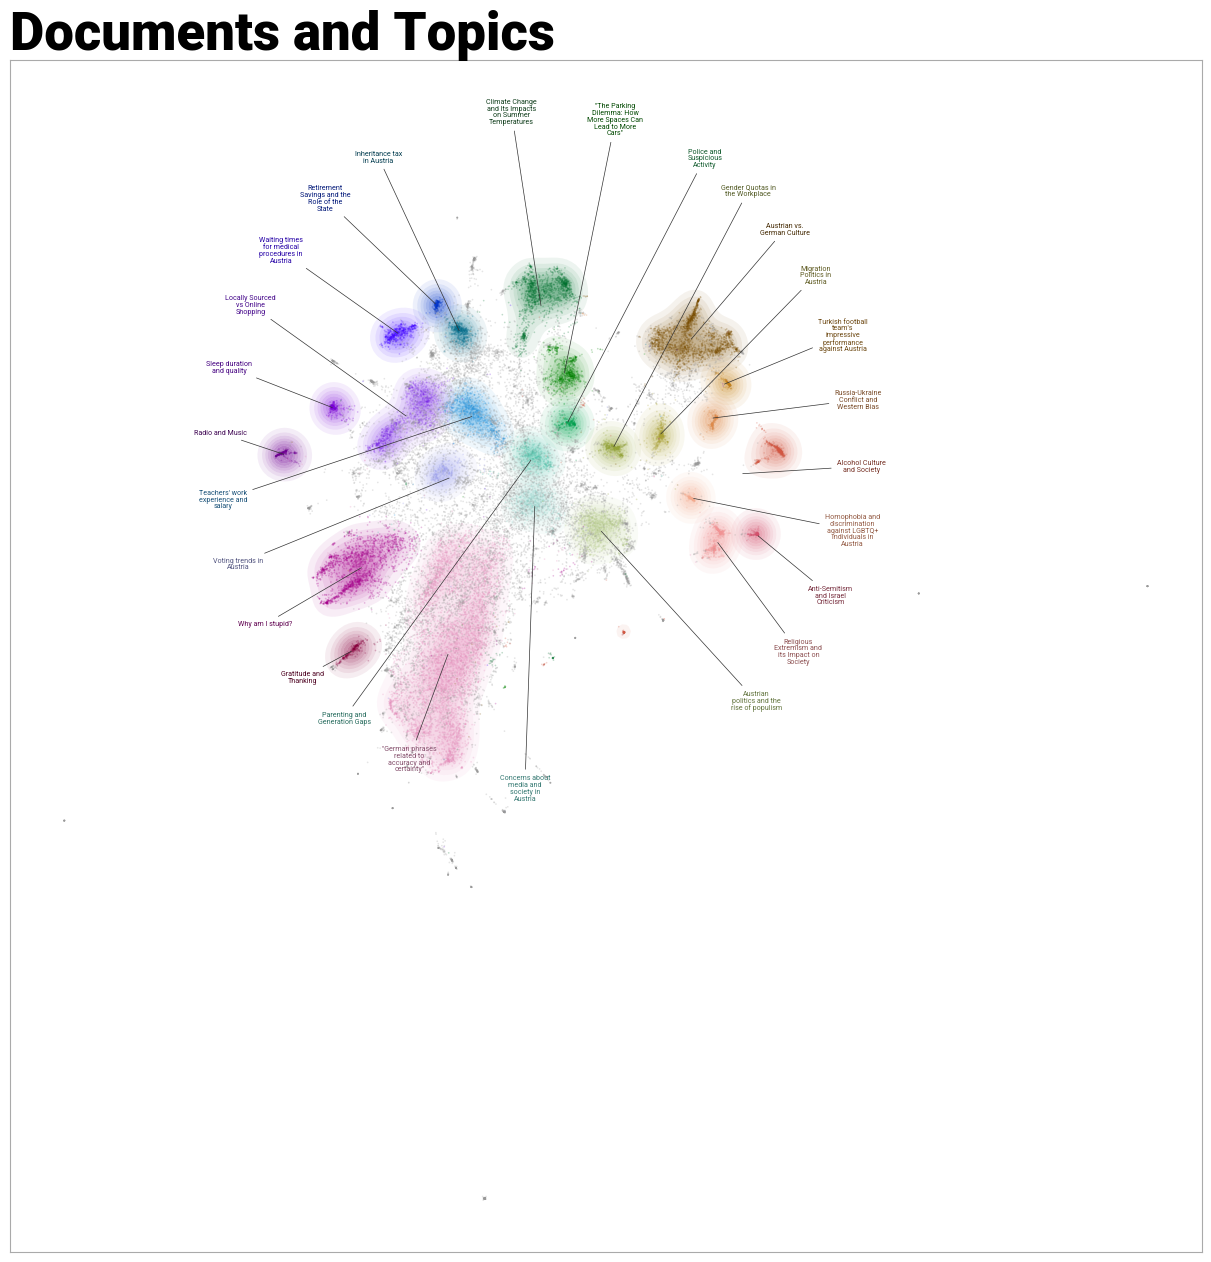 Documents and Topics
Climate Change
and Its Impacts
on Summer
Temperatures
"The Parking
Dilemma: How
More Spaces Can
Lead to More
Cars"
Inheritance tax
in Austria
Police and
Suspicious
Activity
Retirement
Savings and the
Role of the
State
Gender Quotas in
the Workplace
Austrian vs.
German Culture
Waiting times
for medical
procedures in
Austria
Migration
Politics in
Austria
Locally Sourced
vs Online
Shopping
Turkish football
team's
impressive
performance
against Austria
Sleep duration
and quality
Russia-Ukraine
Conflict and
Western Bias
Radio and Music
Alcohol Culture
and Society
Teachers' work
experience and
salary
Homophobia and
discrimination
against LGBTQ+
individuals in
Austria
Voting trends in
Austria
Anti-Semitism
and Israel
Criticism
Why am I stupid?
Religious
Extremism and
its Impact on
Society
Gratitude and
Thanking
Austrian
politics and the
rise of populism
Parenting and
Generation Gaps
"German phrases
related to
accuracy and
certainty"
Concerns about
media and
society in
Austria